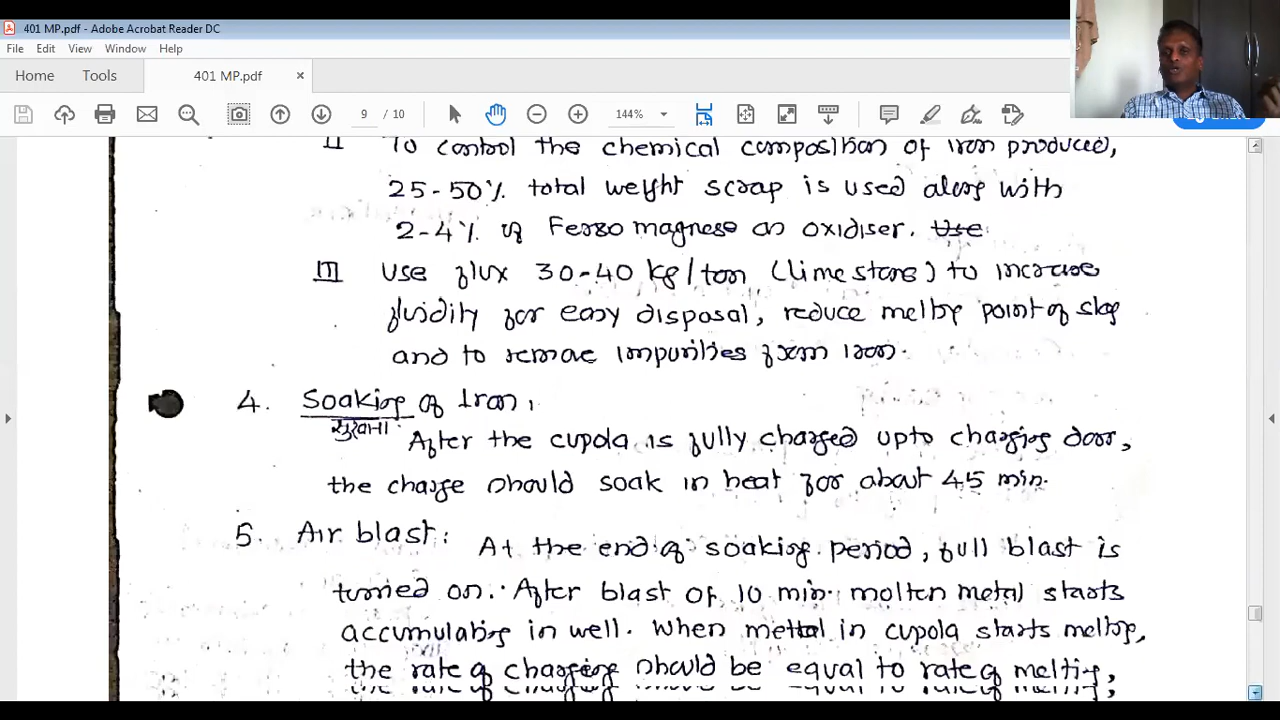 401 MP.pdf - Adobe Acrobat Reader DC
File Edit View Window Help
Home Tools 401 MP.pdf ×
9 / 10 144%
II To control the chemical composition of iron produced,
25-50% total weight scrap is used along with
2-4% of Ferro magnese as oxidiser. Use
III Use flux 30-40 kg/ton (limestone) to increase
fluidity for easy disposal, reduce melting point of slag
and to remove impurities from iron.
4. Soaking of Iron,
सुखाना
After the cupola is fully charged upto charging door,
the charge should soak in heat for about 45 min.
5. Air blast: At the end of soaking period, full blast is
turned on. After blast of 10 min. molten metal starts
accumulating in well. When mettal in cupola starts melting,
the rate of charging should be equal to rate of melting,